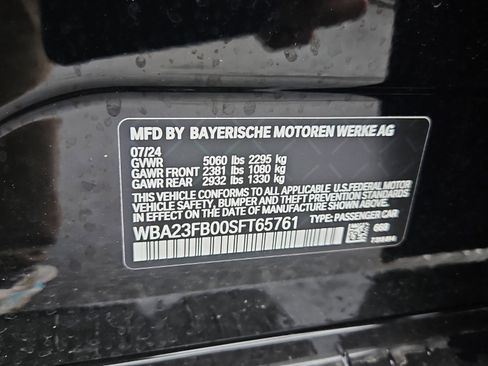 MFD BY BAYERISCHE MOTOREN WERKE AG
07/24
GVWR 5060 lbs 2295 kg
GAWR FRONT 2381 lbs 1080 kg
GAWR REAR 2932 lbs 1330 kg
THIS VEHICLE CONFORMS TO ALL APPLICABLE U.S.FEDERAL MOTOR
VEHICLE SAFETY, BUMPER AND THEFT PREVENTION STANDARDS
IN EFFECT ON THE DATE OF MANUFACTURE SHOWN ABOVE.
WBA23FB00SFT65761 TYPE: PASSENGER CAR
668